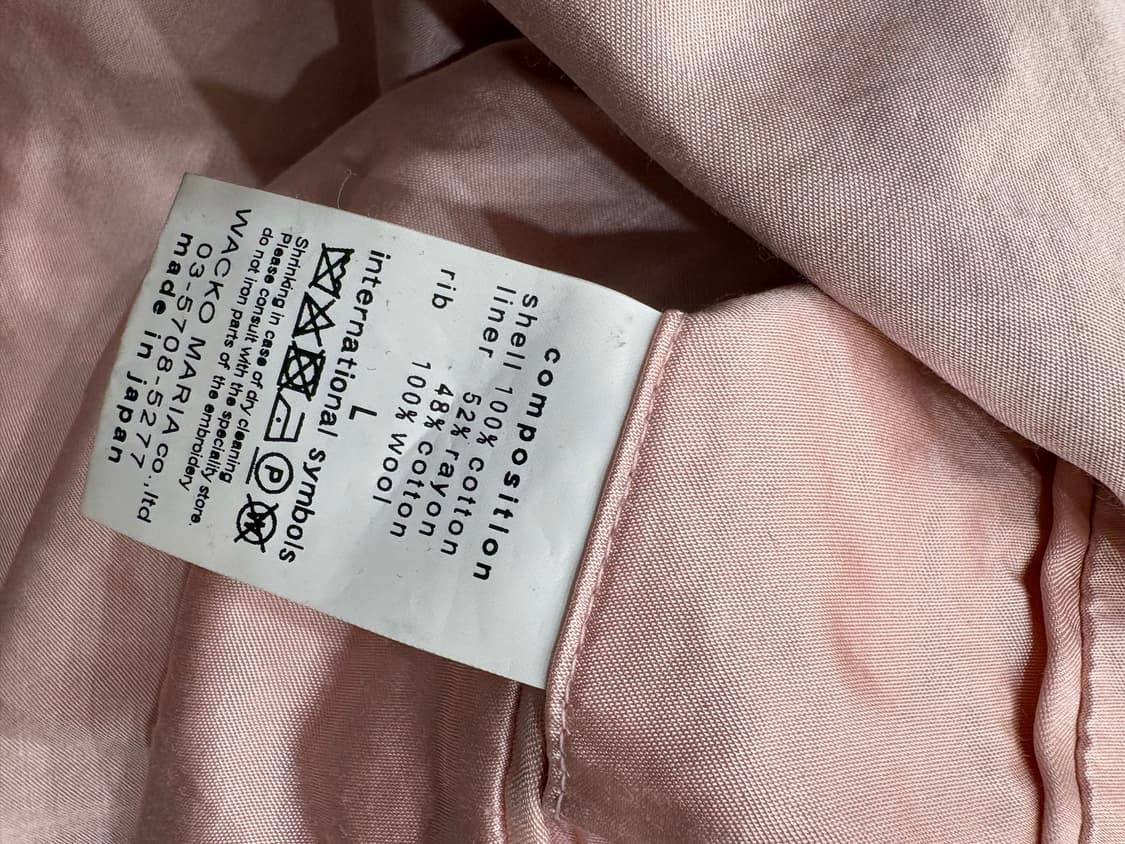 composition
shell 100% cotton
liner 52% rayon
48% cotton
rib 100% wool
L
international symbols
P
Shrinking in case of dry cleaning
Please consult with the speciality store.
do not iron parts of the embroidery
WACKO MARIA co.,ltd
03-5708-5277
made in japan